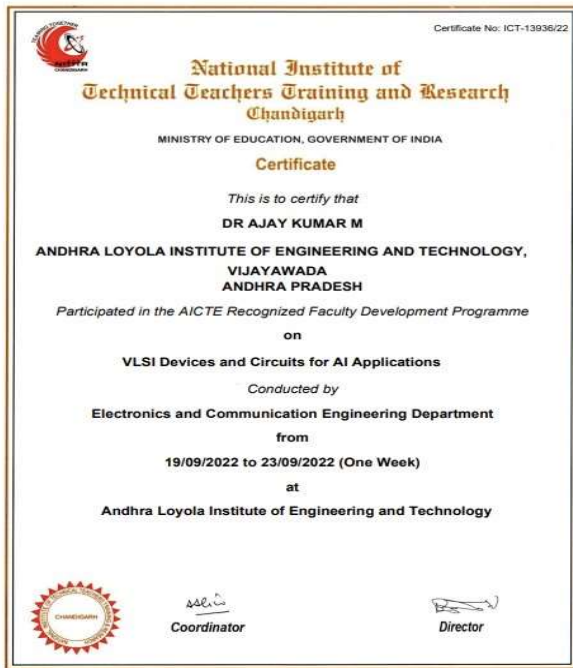 Certificate No: ICT-13936/22
CHANDIGARH
National Institute of
Technical Teachers Training and Research
Chandigarh
MINISTRY OF EDUCATION, GOVERNMENT OF INDIA
Certificate
This is to certify that
DR AJAY KUMAR M
ANDHRA LOYOLA INSTITUTE OF ENGINEERING AND TECHNOLOGY,
VIJAYAWADA
ANDHRA PRADESH
Participated in the AICTE Recognized Faculty Development Programme
on
VLSI Devices and Circuits for AI Applications
Conducted by
Electronics and Communication Engineering Department
from
19/09/2022 to 23/09/2022 (One Week)
at
Andhra Loyola Institute of Engineering and Technology
CHANDIGARH
Coordinator
Director